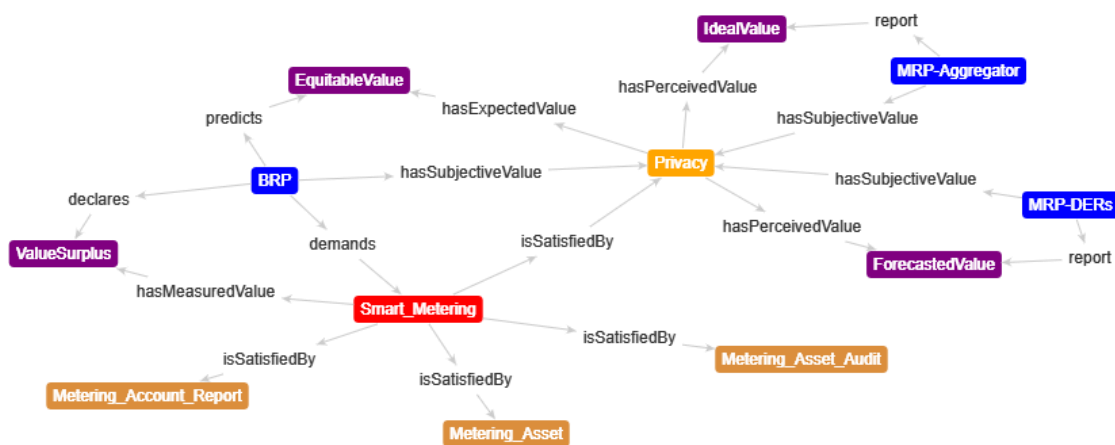 report
IdealValue
MRP-Aggregator
EquitableValue
hasPerceivedValue
hasExpectedValue
predicts
hasSubjectiveValue
Privacy
BRP
hasSubjectiveValue
hasSubjectiveValue
declares
MRP-DERs
hasPerceivedValue
demands
isSatisfiedBy
ValueSurplus
report
ForecastedValue
hasMeasuredValue
Smart_Metering
isSatisfiedBy
isSatisfiedBy
Metering_Asset_Audit
isSatisfiedBy
Metering_Account_Report
Metering_Asset